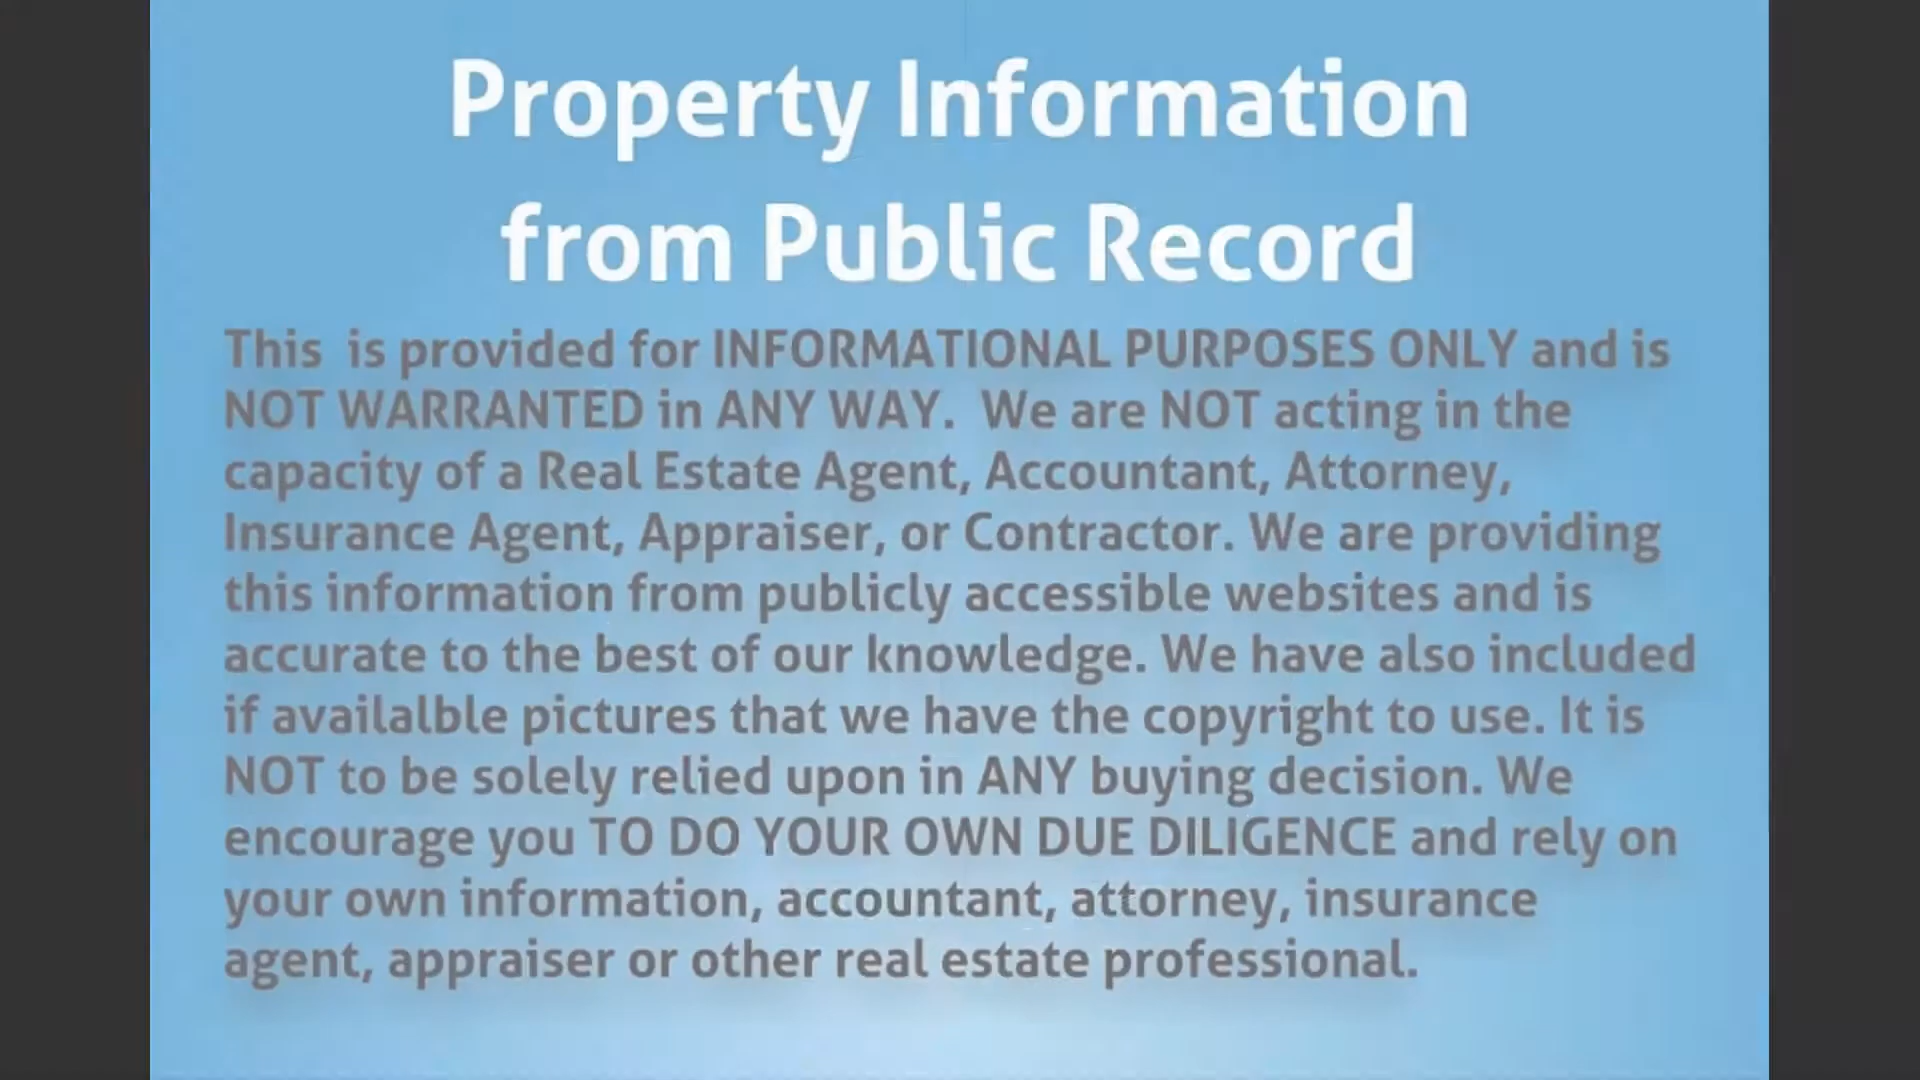 Property Information
from Public Record
This  is provided for INFORMATIONAL PURPOSES ONLY and is
NOT WARRANTED in ANY WAY.  We are NOT acting in the
capacity of a Real Estate Agent, Accountant, Attorney,
Insurance Agent, Appraiser, or Contractor. We are providing
this information from publicly accessible websites and is
accurate to the best of our knowledge. We have also included
if availalble pictures that we have the copyright to use. It is
NOT to be solely relied upon in ANY buying decision. We
encourage you TO DO YOUR OWN DUE DILIGENCE and rely on
your own information, accountant, attorney, insurance
agent, appraiser or other real estate professional.